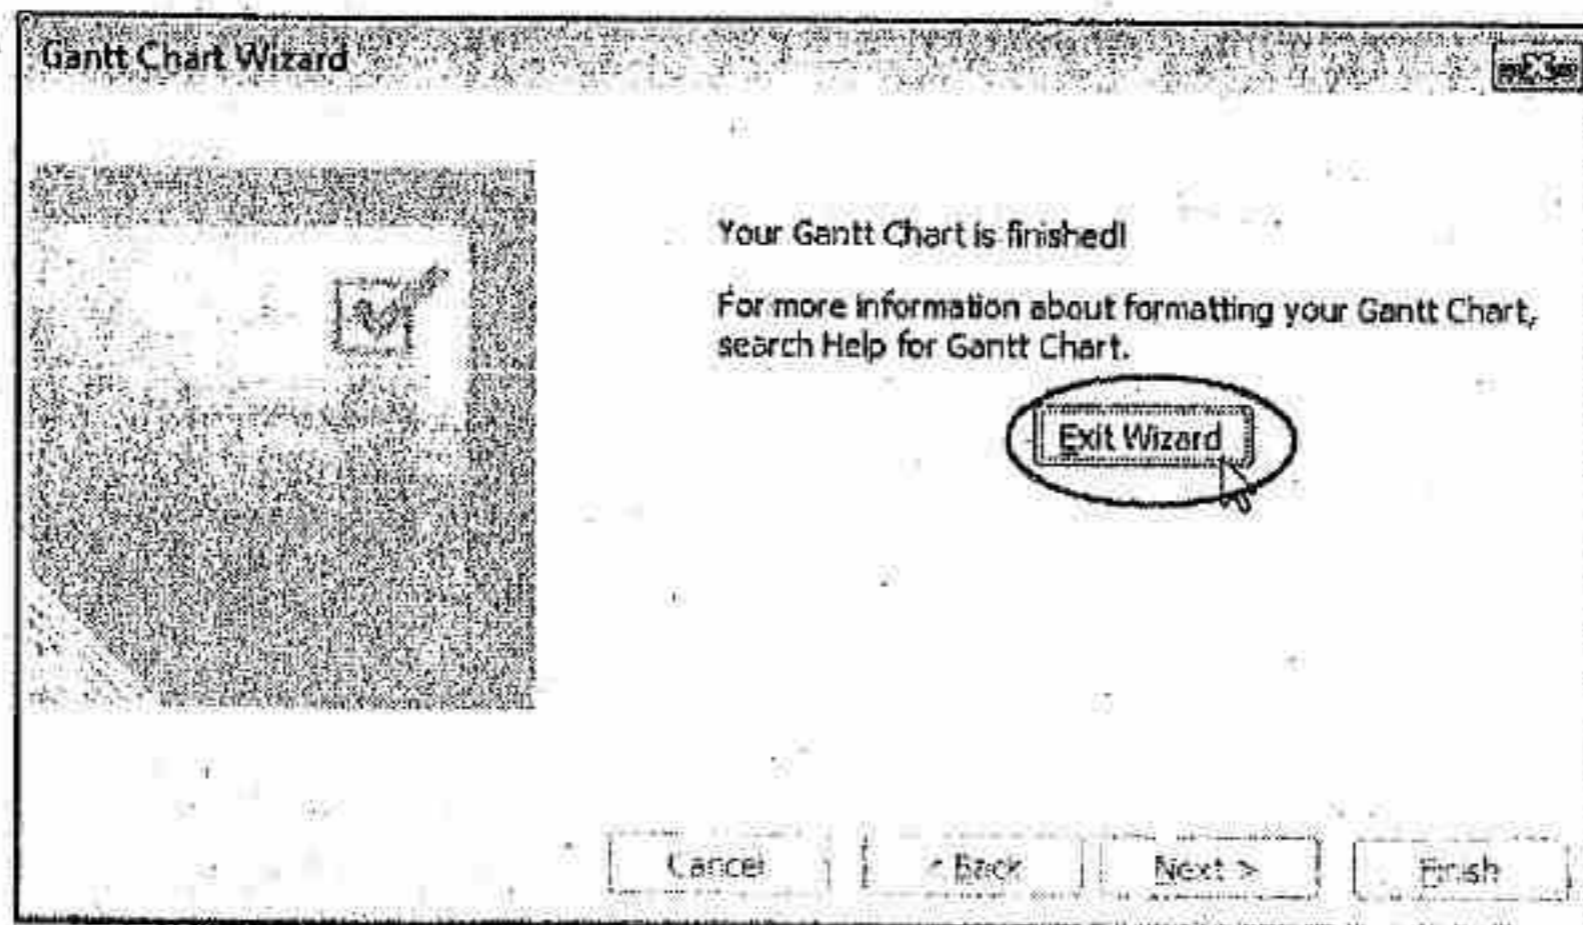 Gantt Chart Wizard
Your Gantt Chart is finished!
For more information about formatting your Gantt Chart,
search Help for Gantt Chart.
Exit Wizard
Cancel
< Back
Next >
Finish